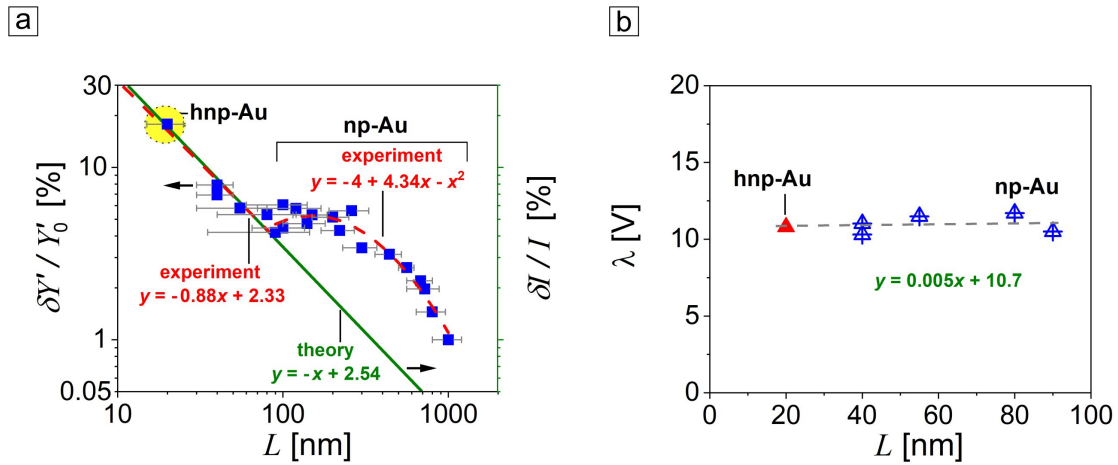 a
30
10
1
0.05
δY' / Y'₀ [%]
hnp-Au
np-Au
experiment
y = -4 + 4.34x - x²
experiment
y = -0.88x + 2.33
theory
y = -x + 2.54
δI / I [%]
10 100 1000
L [nm]
b
20
15
10
5
0
λ [V]
hnp-Au
np-Au
y = 0.005x + 10.7
0 20 40 60 80 100
L [nm]